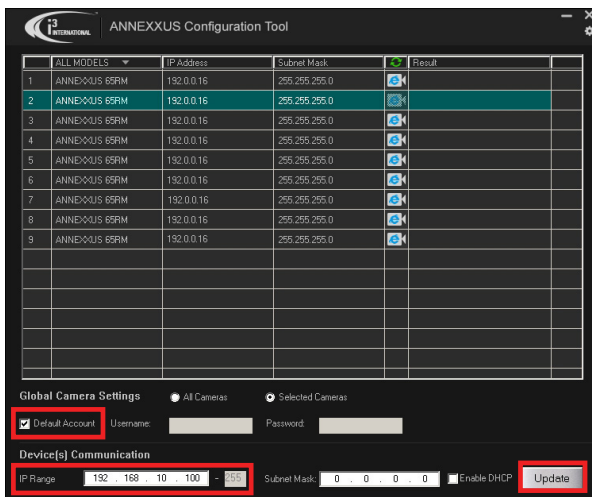 i3 INTERNATIONAL ANNEXXUS Configuration Tool
ALL MODELS IP Address Subnet Mask Result
1 ANNEXXUS 65RM 192.0.0.16 255.255.255.0
2 ANNEXXUS 65RM 192.0.0.16 255.255.255.0
3 ANNEXXUS 65RM 192.0.0.16 255.255.255.0
4 ANNEXXUS 65RM 192.0.0.16 255.255.255.0
5 ANNEXXUS 65RM 192.0.0.16 255.255.255.0
6 ANNEXXUS 65RM 192.0.0.16 255.255.255.0
7 ANNEXXUS 65RM 192.0.0.16 255.255.255.0
8 ANNEXXUS 65RM 192.0.0.16 255.255.255.0
9 ANNEXXUS 65RM 192.0.0.16 255.255.255.0
Global Camera Settings All Cameras Selected Cameras
Default Account Username: Password:
Device(s) Communication
IP Range 192 . 168 . 10 . 100 - 255 Subnet Mask: 0 . 0 . 0 . 0 Enable DHCP Update